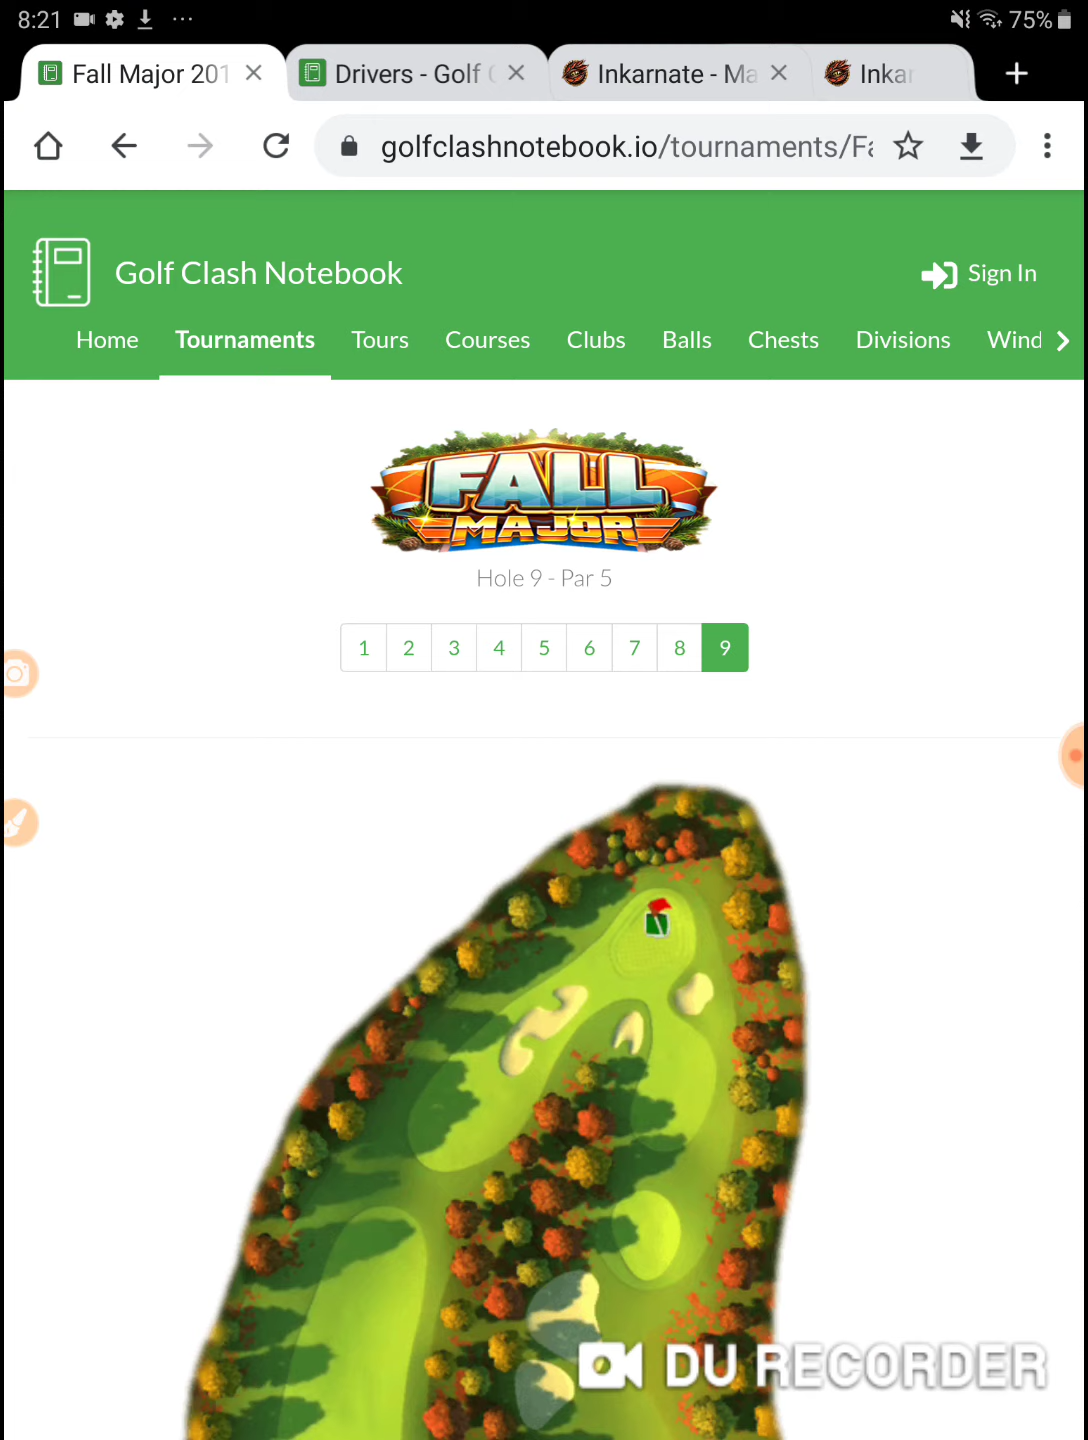 8:21 ... 75%
Fall Major 201 Drivers - Golf Inkarnate - Ma Inkar
golfclashnotebook.io/tournaments/Fa
Golf Clash Notebook Sign In
Home Tournaments Tours Courses Clubs Balls Chests Divisions Wind
FALL
MAJOR
Hole 9 - Par 5
1 2 3 4 5 6 7 8 9
DU RECORDER